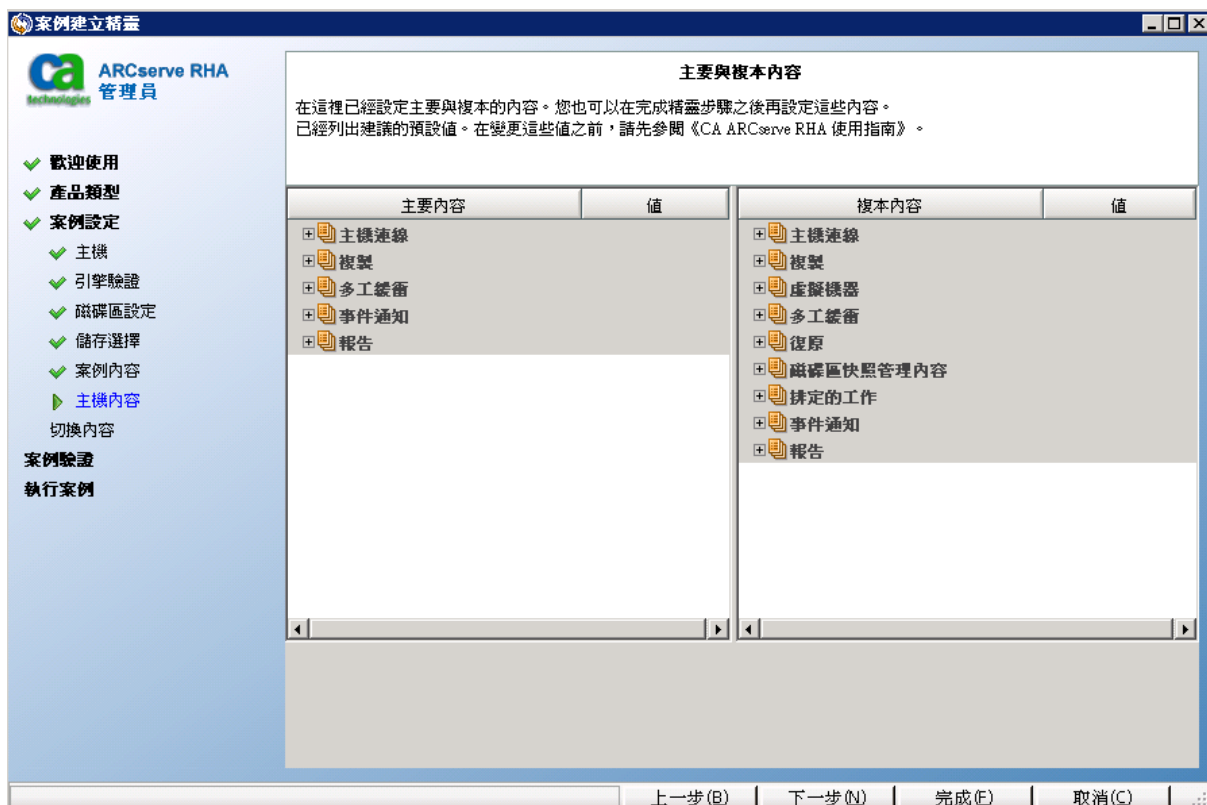 案例建立精靈
ca
technologies
ARCserve RHA
管理員
歡迎使用
產品類型
案例設定
主機
引擎驗證
磁碟區設定
儲存選擇
案例內容
主機內容
切換內容
案例驗證
執行案例
主要與複本內容
在這裡已經設定主要與複本的內容。您也可以在完成精靈步驟之後再設定這些內容。
已經列出建議的預設值。在變更這些值之前，請先參閱《CA ARCserve RHA 使用指南》。
主要內容 值
主機連線
複製
多工緩衝
事件通知
報告
複本內容 值
主機連線
複製
虛擬機器
多工緩衝
復原
磁碟區快照管理內容
排定的工作
事件通知
報告
上一步(B) 下一步(N) 完成(F) 取消(C)